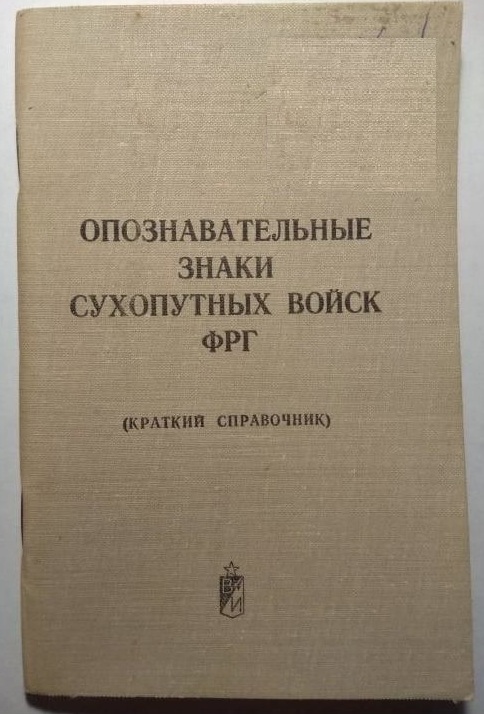 ОПОЗНАВАТЕЛЬНЫЕ
ЗНАКИ
СУХОПУТНЫХ ВОЙСК
ФРГ
(КРАТКИЙ СПРАВОЧНИК)
В
И